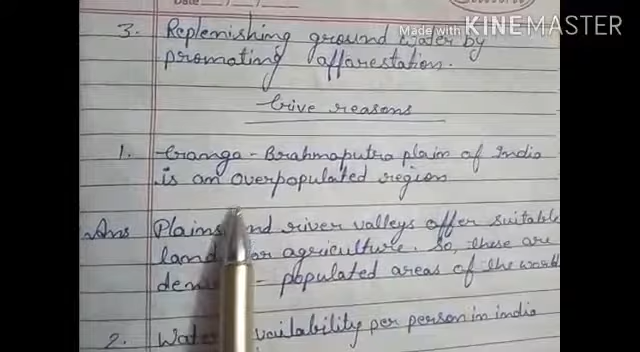 Date
Made with KINEMASTER
3. Replenishing ground water by
promoting afforestation.
Give reasons
1. Ganga - Brahmaputra plain of India
is an overpopulated region
Ans Plains and river valleys offer suitable
land for agriculture. So, these are
populated areas of the world
2. Water availability per person in india